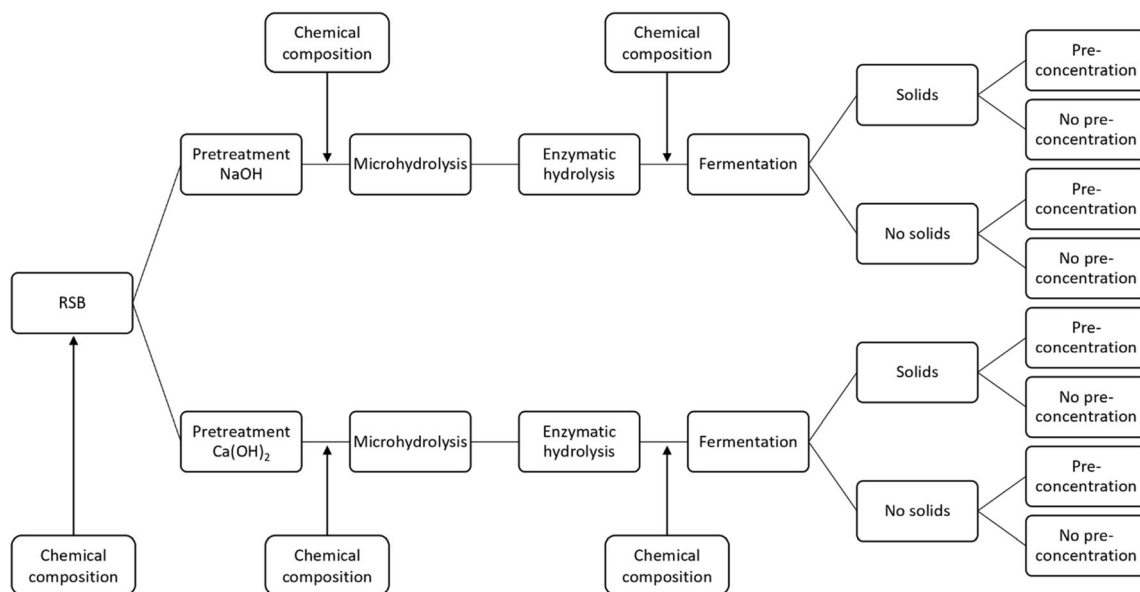 Chemical
composition
Chemical
composition
Pre-
concentration
Solids
No pre-
concentration
Pretreatment
NaOH
Microhydrolysis
Enzymatic
hydrolysis
Fermentation
Pre-
concentration
No solids
No pre-
concentration
RSB
Pre-
concentration
Solids
No pre-
concentration
Pretreatment
Ca(OH)₂
Microhydrolysis
Enzymatic
hydrolysis
Fermentation
Pre-
concentration
No solids
No pre-
concentration
Chemical
composition
Chemical
composition
Chemical
composition